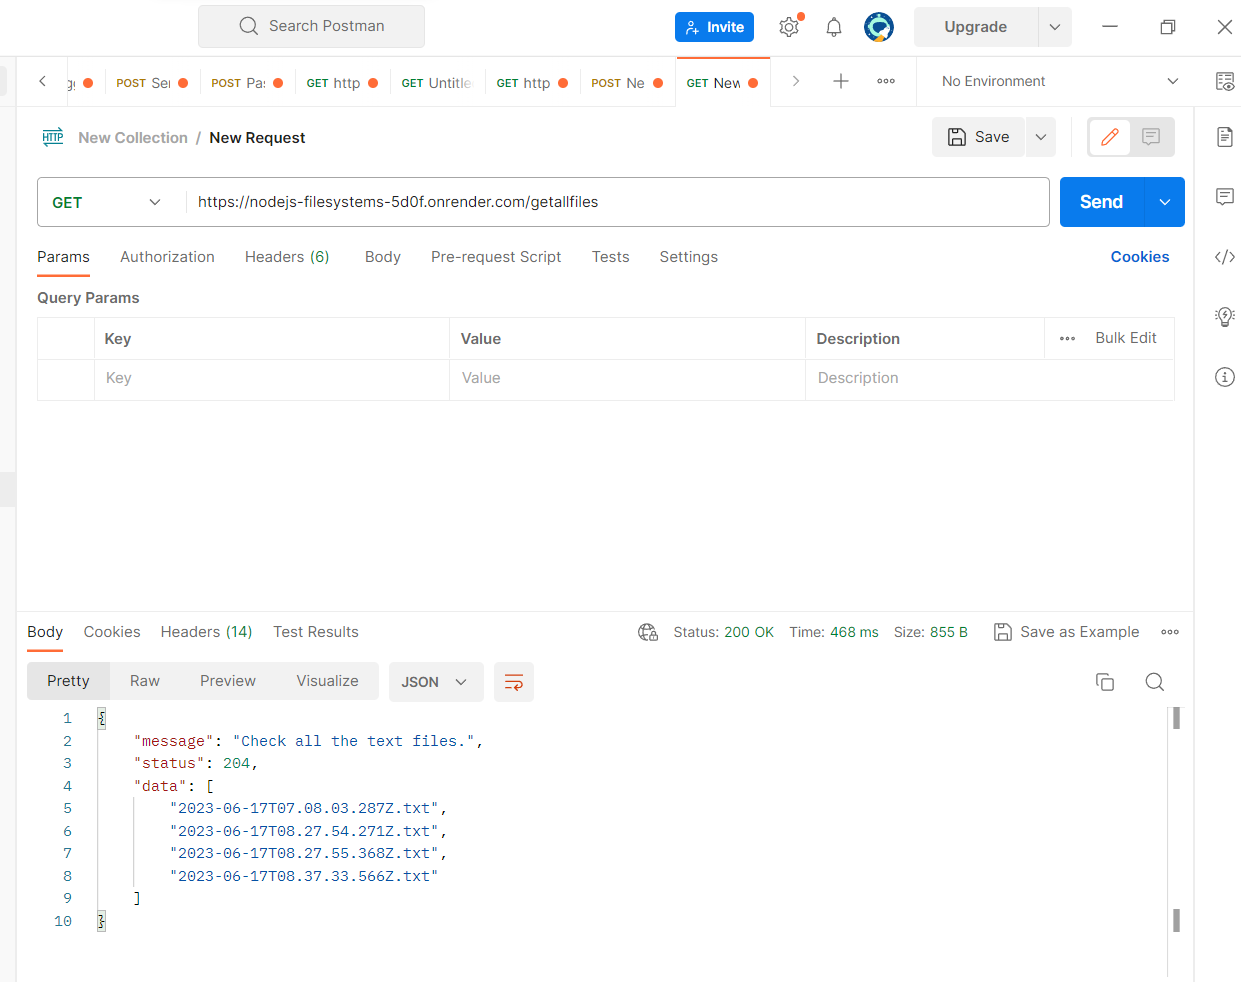 Search Postman
Invite
Upgrade
POST
POST
GET http
GET
GET http
POST Ne
GET New
No Environment
HTTP New Collection / New Request
Save
GET https://nodejs-filesystems-5d0f.onrender.com/getallfiles
Send
Params Authorization Headers (6) Body Pre-request Script Tests Settings Cookies
Query Params
Key Value Description Bulk Edit
Key Value Description
Body Cookies Headers (14) Test Results Status: 200 OK Time: 468 ms Size: 855 B Save as Example
Pretty Raw Preview Visualize JSON
1 {
2 "message": "Check all the text files.",
3 "status": 204,
4 "data": [
5 "2023-06-17T07.08.03.287Z.txt",
6 "2023-06-17T08.27.54.271Z.txt",
7 "2023-06-17T08.27.55.368Z.txt",
8 "2023-06-17T08.37.33.566Z.txt"
9 ]
10 }